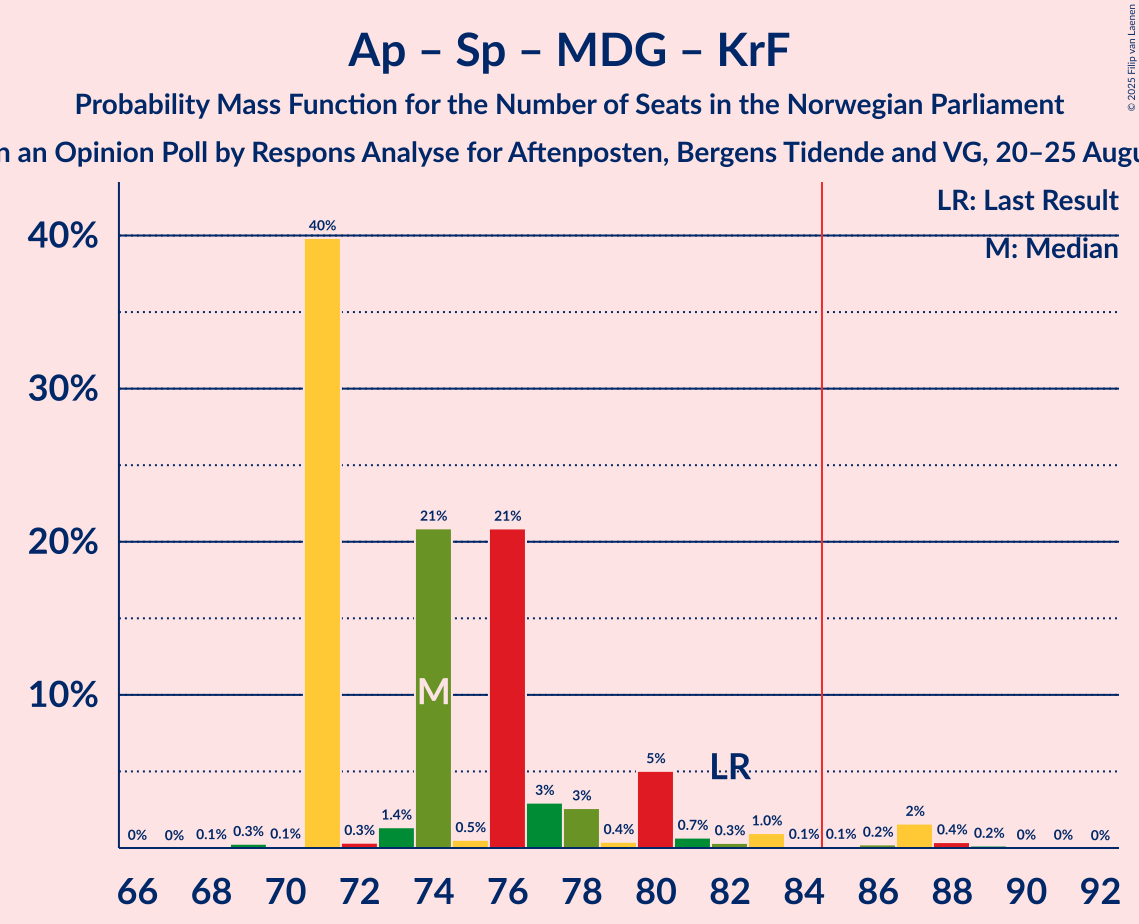 Ap – Sp – MDG – KrF
Probability Mass Function for the Number of Seats in the Norwegian Parliament
an Opinion Poll by Respons Analyse for Aftenposten, Bergens Tidende and VG, 20–25
© 2025 Filip van Laenen
LR: Last Result
M: Median
40%
30%
20%
10%
0% 0% 0.1% 0.3% 0.1% 40% 0.3% 1.4% 21% 0.5% 21% 3% 3% 0.4% 5% 0.7% 0.3% 1.0% 0.1% 0.1% 0.2% 2% 0.4% 0.2% 0% 0% 0%
M
LR
66 68 70 72 74 76 78 80 82 84 86 88 90 92